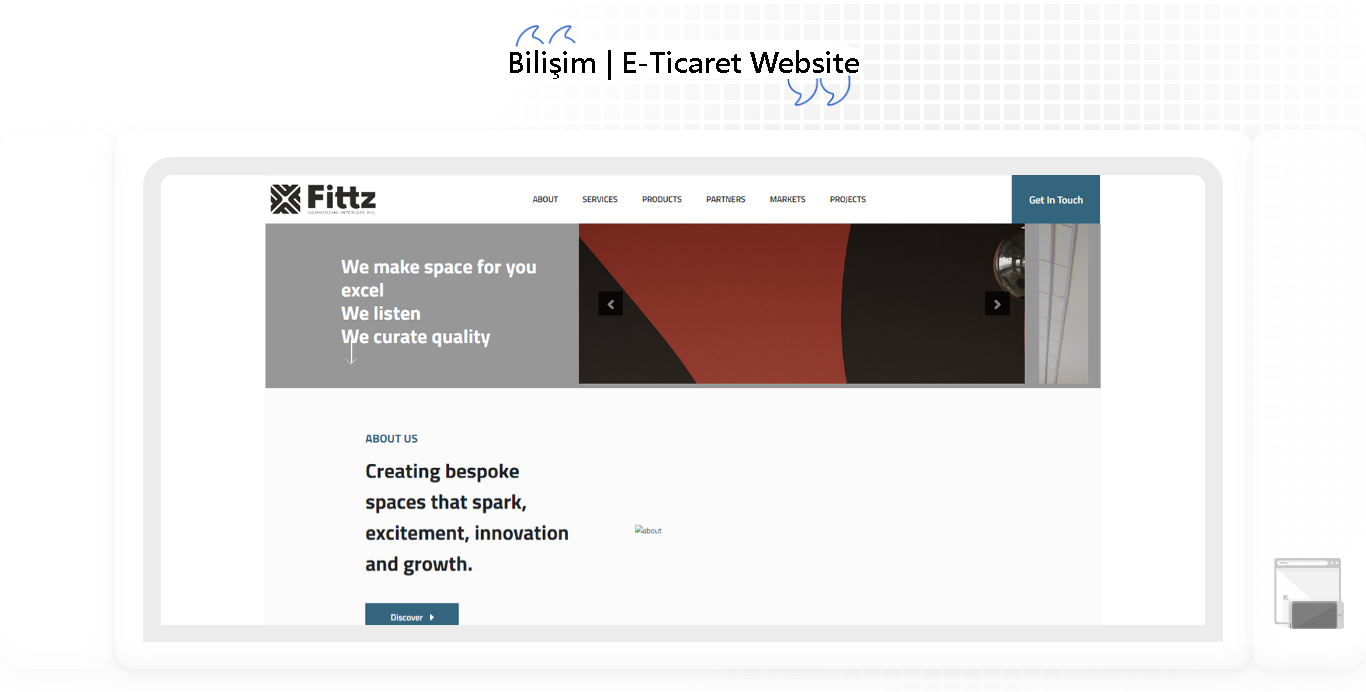 Bilişim | E-Ticaret Website
Fittz
COMMERCIAL INTERIORS INC.
ABOUT SERVICES PRODUCTS PARTNERS MARKETS PROJECTS
Get In Touch
We make space for you
excel
We listen
We curate quality
ABOUT US
Creating bespoke
spaces that spark,
excitement, innovation
and growth.
about
Discover